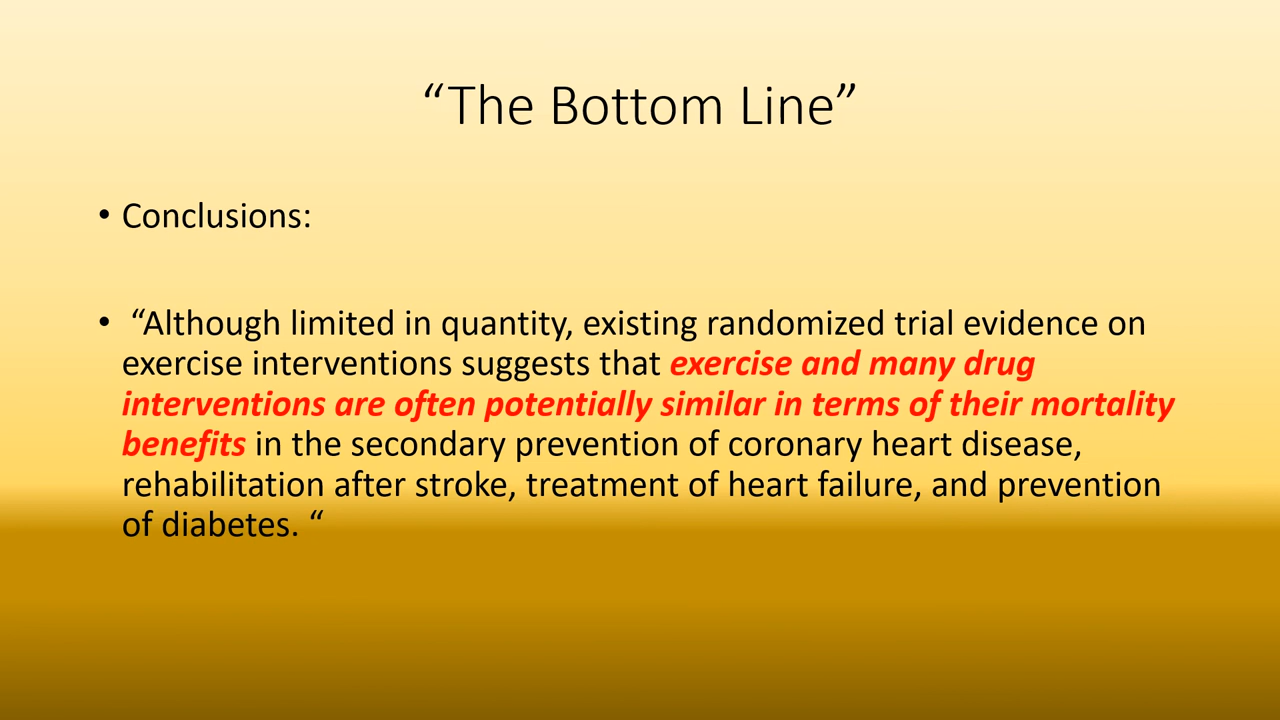 “The Bottom Line”
• Conclusions:
• “Although limited in quantity, existing randomized trial evidence on
exercise interventions suggests that exercise and many drug
interventions are often potentially similar in terms of their mortality
benefits in the secondary prevention of coronary heart disease,
rehabilitation after stroke, treatment of heart failure, and prevention
of diabetes. “